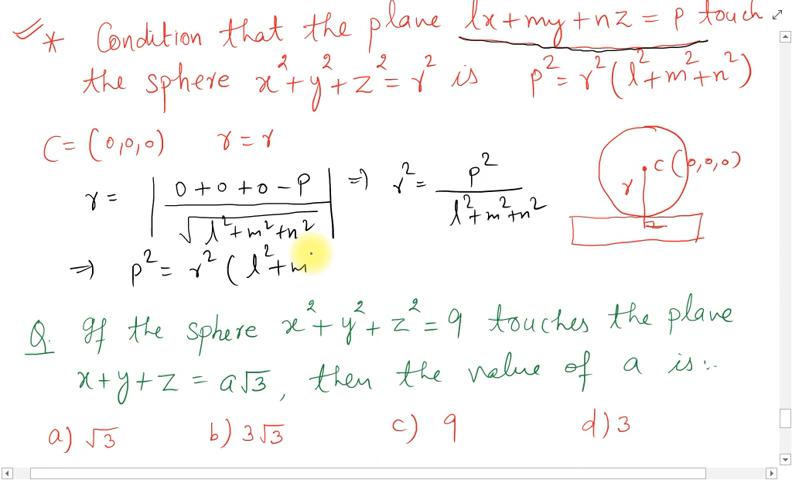 * Condition that the plane lx+my+nz = p touch
the sphere x²+y²+z² = r² is p² = r²(l²+m²+n²)
C = (0,0,0) r = r
r = |(0+0+0-p)/√(l²+m²+n²)| ⇒ r² = p²/(l²+m²+n²)
C(0,0,0)
r
⇒ p² = r² (l²+m
Q. If the sphere x²+y²+z² = 9 touches the plane
x+y+z = a√3, then the value of a is:-
a) √3 b) 3√3 c) 9 d) 3